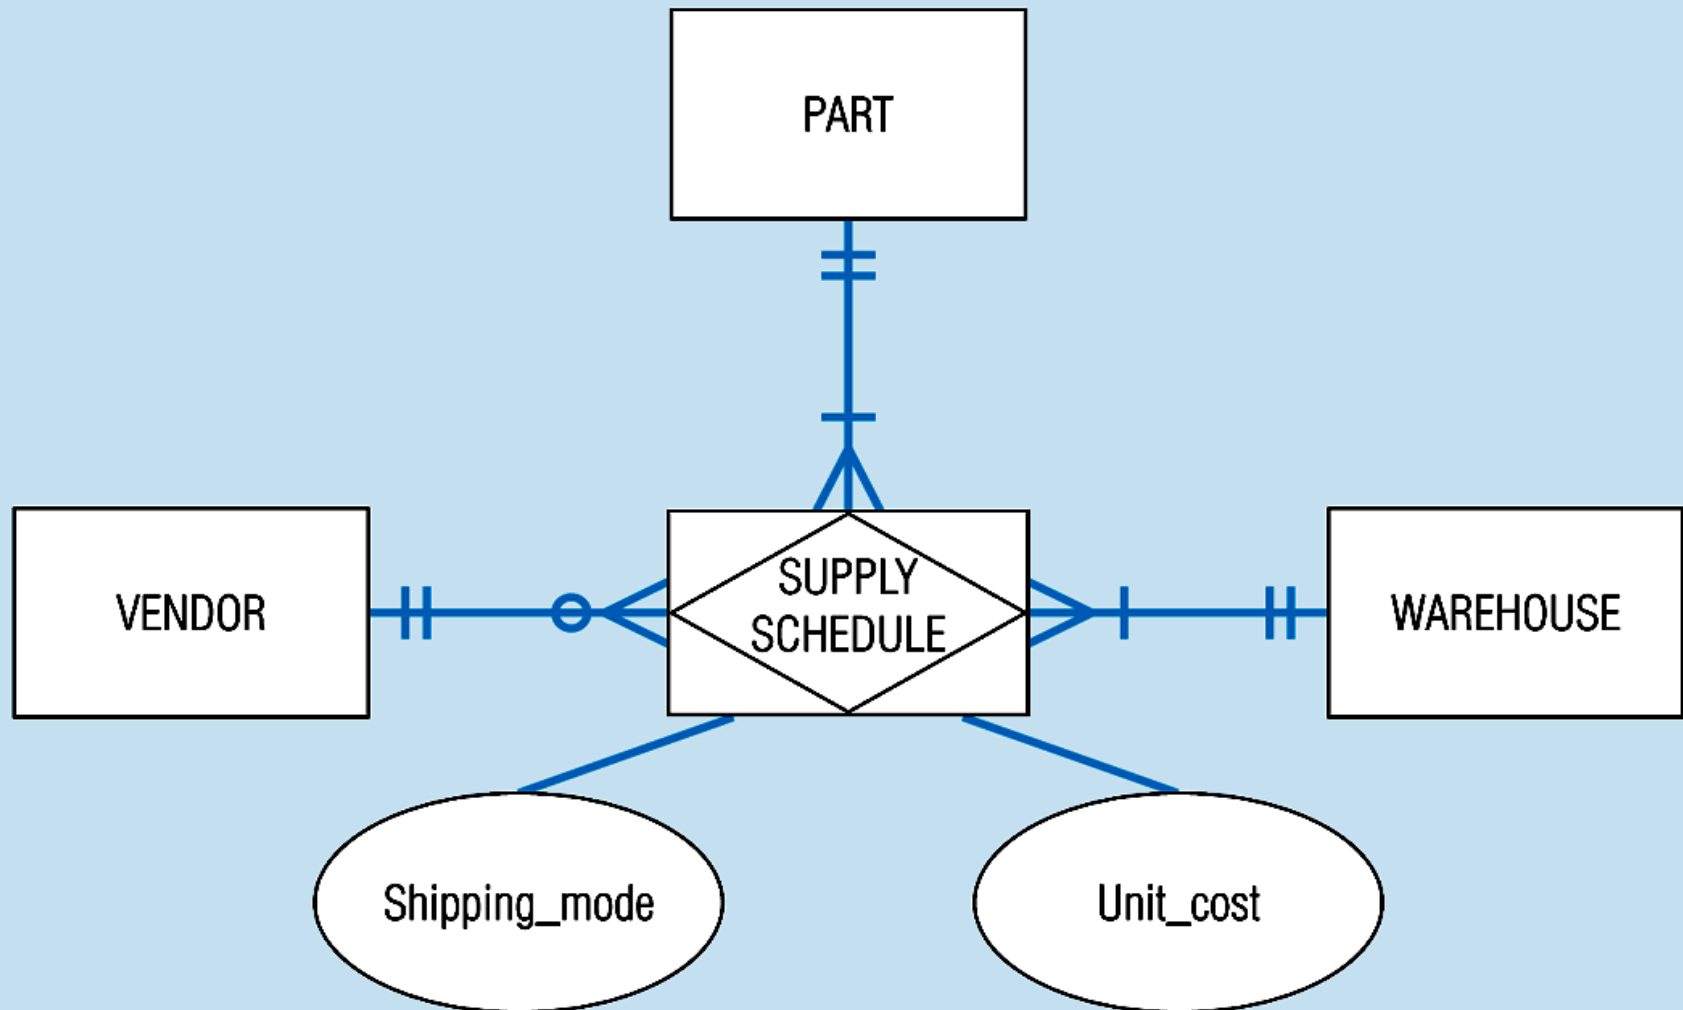 PART
VENDOR
SUPPLY
SCHEDULE
WAREHOUSE
Shipping_mode
Unit_cost